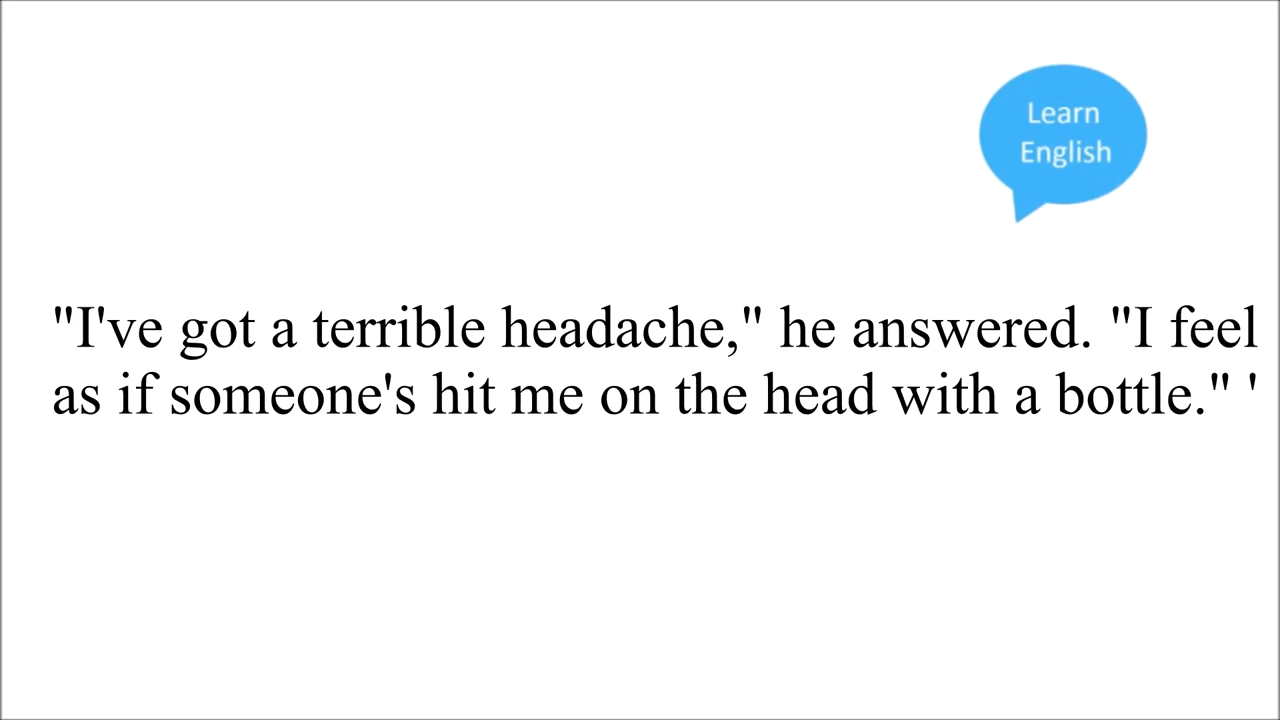 Learn
English
"I've got a terrible headache," he answered. "I feel
as if someone's hit me on the head with a bottle." '